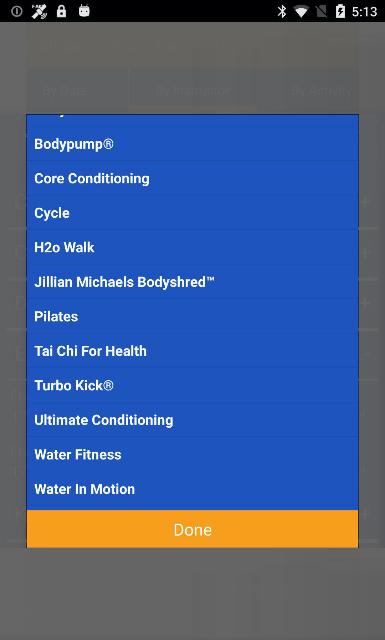 5:13
By Date
By Instructor
By Activity
Bodypump®
Core Conditioning
Cycle
H2o Walk
Jillian Michaels Bodyshred™
Pilates
Tai Chi For Health
Turbo Kick®
Ultimate Conditioning
Water Fitness
Water In Motion
Done